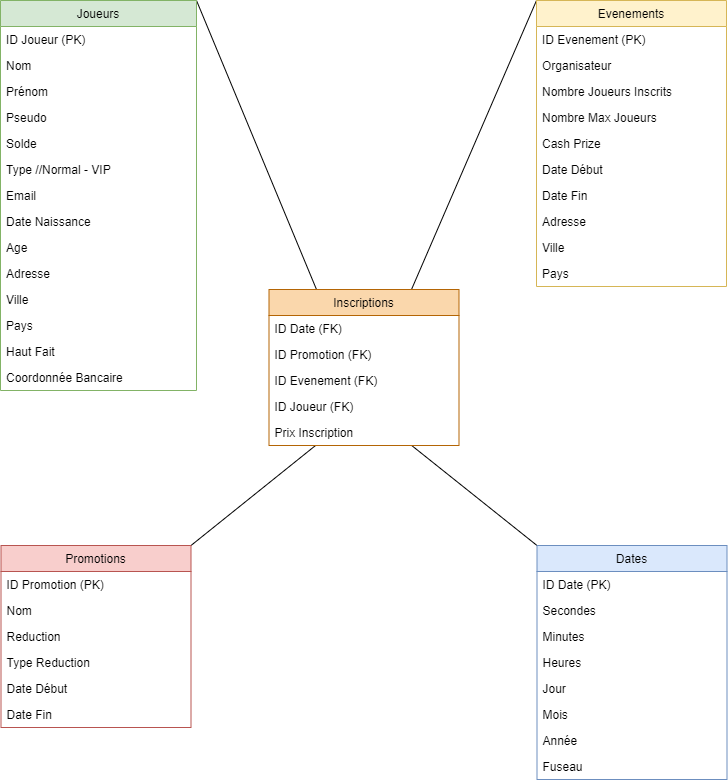 Joueurs
ID Joueur (PK)
Nom
Prénom
Pseudo
Solde
Type //Normal - VIP
Email
Date Naissance
Age
Adresse
Ville
Pays
Haut Fait
Coordonnée Bancaire
Evenements
ID Evenement (PK)
Organisateur
Nombre Joueurs Inscrits
Nombre Max Joueurs
Cash Prize
Date Début
Date Fin
Adresse
Ville
Pays
Inscriptions
ID Date (FK)
ID Promotion (FK)
ID Evenement (FK)
ID Joueur (FK)
Prix Inscription
Promotions
ID Promotion (PK)
Nom
Reduction
Type Reduction
Date Début
Date Fin
Dates
ID Date (PK)
Secondes
Minutes
Heures
Jour
Mois
Année
Fuseau